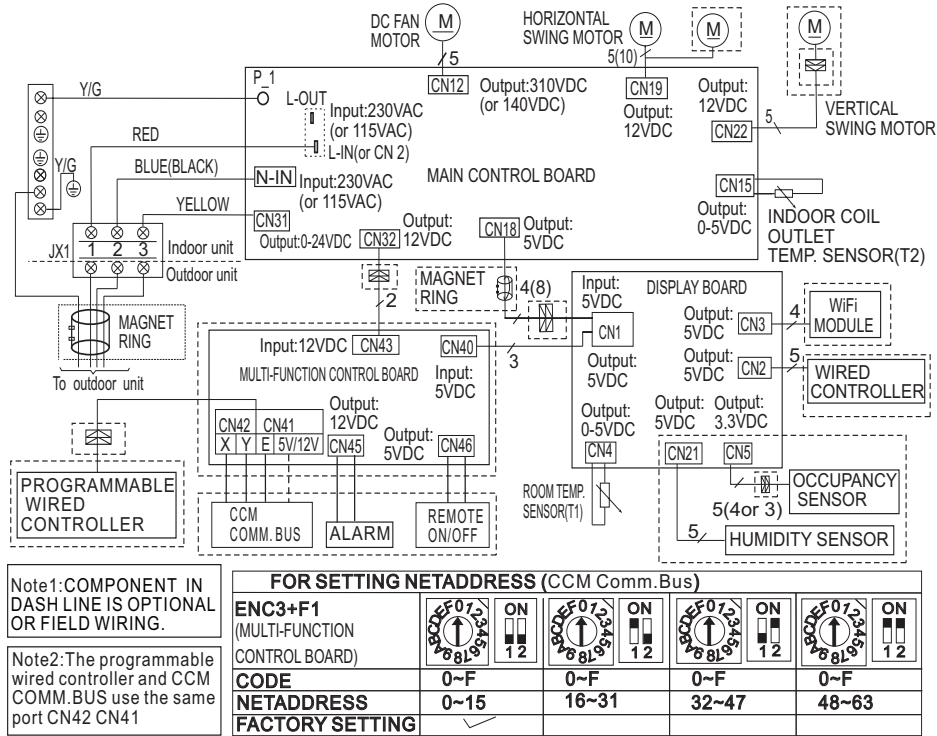 DC FAN
MOTOR
M
5
HORIZONTAL
SWING MOTOR
M
5(10)
M
M
VERTICAL
SWING MOTOR
5
Y/G
P_1
L-OUT
Input:230VAC
(or 115VAC)
L-IN(or CN 2)
CN12
Output:310VDC
(or 140VDC)
CN19
Output:
12VDC
Output:
12VDC
CN22
RED
BLUE(BLACK)
Y/G
N-IN
Input:230VAC
(or 115VAC)
MAIN CONTROL BOARD
CN15
Output:
0-5VDC
INDOOR COIL
OUTLET
TEMP. SENSOR(T2)
YELLOW
CN31
Output:0-24VDC
CN32
Output:
12VDC
CN18
Output:
5VDC
JX1
1 2 3
Indoor unit
Outdoor unit
MAGNET
RING
To outdoor unit
2
MAGNET
RING
4(8)
Input:
5VDC
DISPLAY BOARD
CN1
Output:
5VDC
Output:
5VDC
CN3
4
WiFi
MODULE
Output:
5VDC
CN2
5
WIRED
CONTROLLER
Input:12VDC
CN43
CN40
3
Input:
5VDC
MULTI-FUNCTION CONTROL BOARD
CN42 CN41
X Y E 5V/12V
Output:
12VDC
CN45
Output:
5VDC
CN46
Output:
0-5VDC
CN4
Output:
5VDC
CN21
Output:
3.3VDC
CN5
ROOM TEMP.
SENSOR(T1)
5(4or 3)
OCCUPANCY
SENSOR
5
HUMIDITY SENSOR
PROGRAMMABLE
WIRED
CONTROLLER
CCM
COMM.BUS
ALARM
REMOTE
ON/OFF
Note1:COMPONENT IN
DASH LINE IS OPTIONAL
OR FIELD WIRING.
Note2:The programmable
wired controller and CCM
COMM.BUS use the same
port CN42 CN41
FOR SETTING NETADDRESS (CCM Comm.Bus)
ENC3+F1
(MULTI-FUNCTION
CONTROL BOARD)
0123456789ABCDEF
ON
1 2
0123456789ABCDEF
ON
1 2
0123456789ABCDEF
ON
1 2
0123456789ABCDEF
ON
1 2
CODE 0~F 0~F 0~F 0~F
NETADDRESS 0~15 16~31 32~47 48~63
FACTORY SETTING